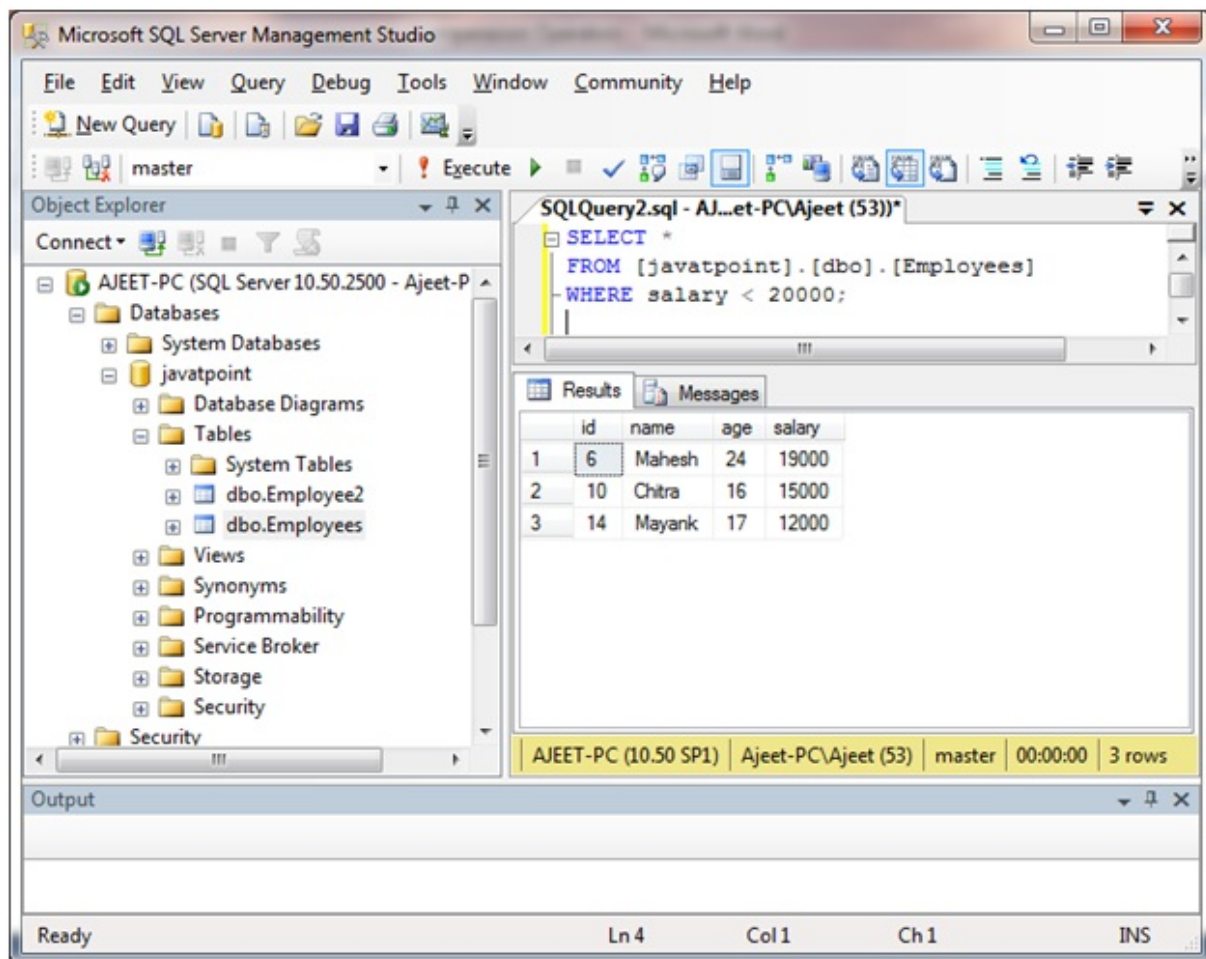 Microsoft SQL Server Management Studio
File Edit View Query Debug Tools Window Community Help
New Query
master Execute
Object Explorer
Connect
AJEET-PC (SQL Server 10.50.2500 - Ajeet-P
Databases
System Databases
javatpoint
Database Diagrams
Tables
System Tables
dbo.Employee2
dbo.Employees
Views
Synonyms
Programmability
Service Broker
Storage
Security
Security
SQLQuery2.sql - AJ...et-PC\Ajeet (53))*
SELECT *
FROM [javatpoint].[dbo].[Employees]
WHERE salary < 20000;
Results Messages
id name age salary
1 6 Mahesh 24 19000
2 10 Chitra 16 15000
3 14 Mayank 17 12000
AJEET-PC (10.50 SP1) Ajeet-PC\Ajeet (53) master 00:00:00 3 rows
Output
Ready Ln 4 Col 1 Ch 1 INS